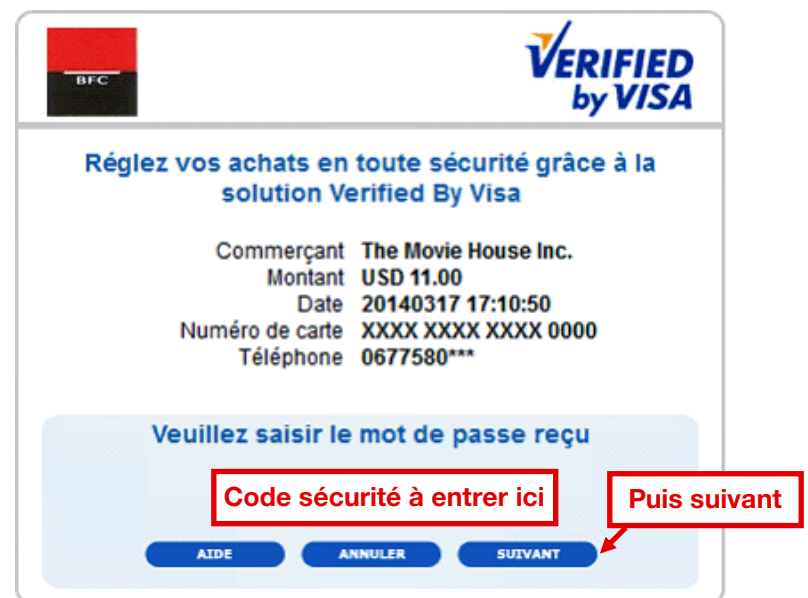 BFC
VERIFIED
by VISA
Réglez vos achats en toute sécurité grâce à la
solution Verified By Visa
Commerçant The Movie House Inc.
Montant USD 11.00
Date 20140317 17:10:50
Numéro de carte XXXX XXXX XXXX 0000
Téléphone 0677580***
Veuillez saisir le mot de passe reçu
Code sécurité à entrer ici
Puis suivant
AIDE ANNULER SUIVANT